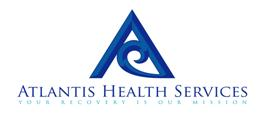 ATLANTIS HEALTH SERVICES
YOUR RECOVERY IS OUR MISSION